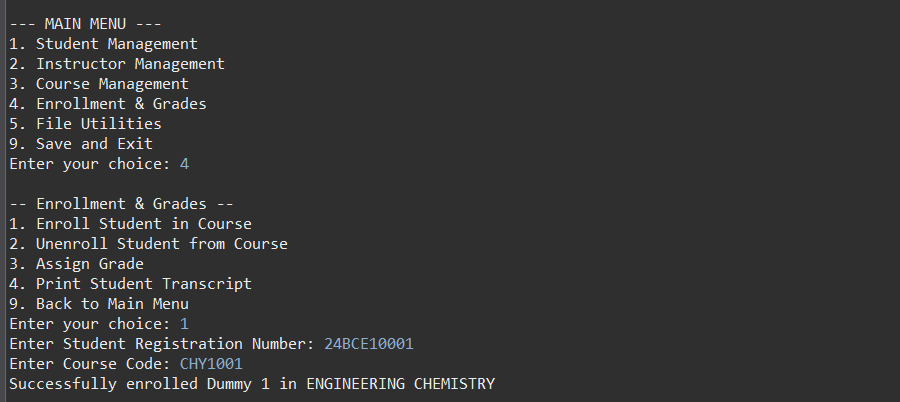 --- MAIN MENU ---
1. Student Management
2. Instructor Management
3. Course Management
4. Enrollment & Grades
5. File Utilities
9. Save and Exit
Enter your choice: 4

-- Enrollment & Grades --
1. Enroll Student in Course
2. Unenroll Student from Course
3. Assign Grade
4. Print Student Transcript
9. Back to Main Menu
Enter your choice: 1
Enter Student Registration Number: 24BCE10001
Enter Course Code: CHY1001
Successfully enrolled Dummy 1 in ENGINEERING CHEMISTRY